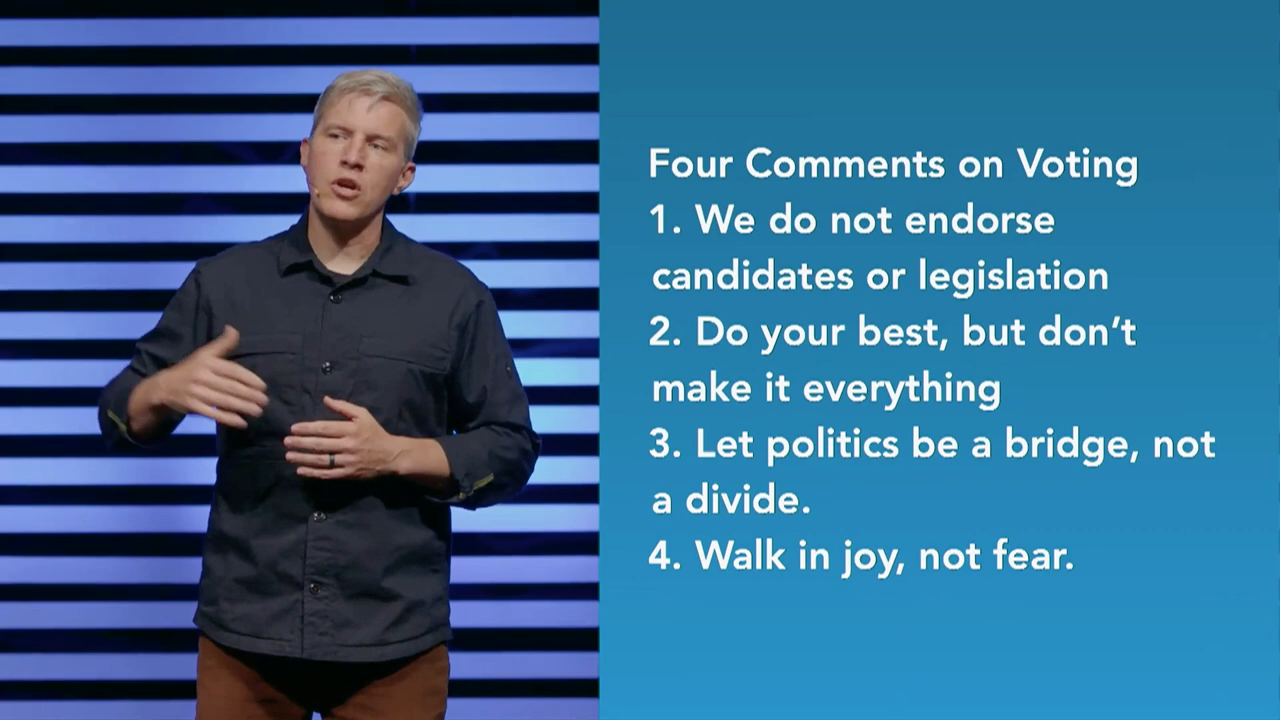 Four Comments on Voting
1. We do not endorse
candidates or legislation
2. Do your best, but don’t
make it everything
3. Let politics be a bridge, not
a divide.
4. Walk in joy, not fear.